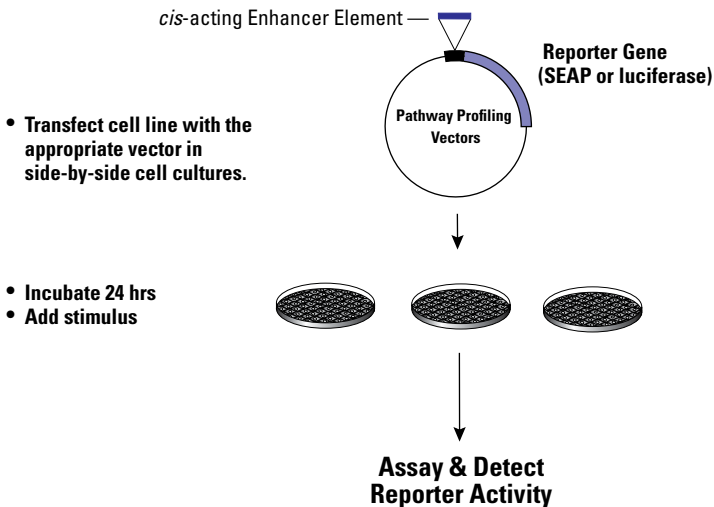 cis-acting Enhancer Element
Reporter Gene
(SEAP or luciferase)
Pathway Profiling
Vectors
• Transfect cell line with the
appropriate vector in
side-by-side cell cultures.
• Incubate 24 hrs
• Add stimulus
Assay & Detect
Reporter Activity